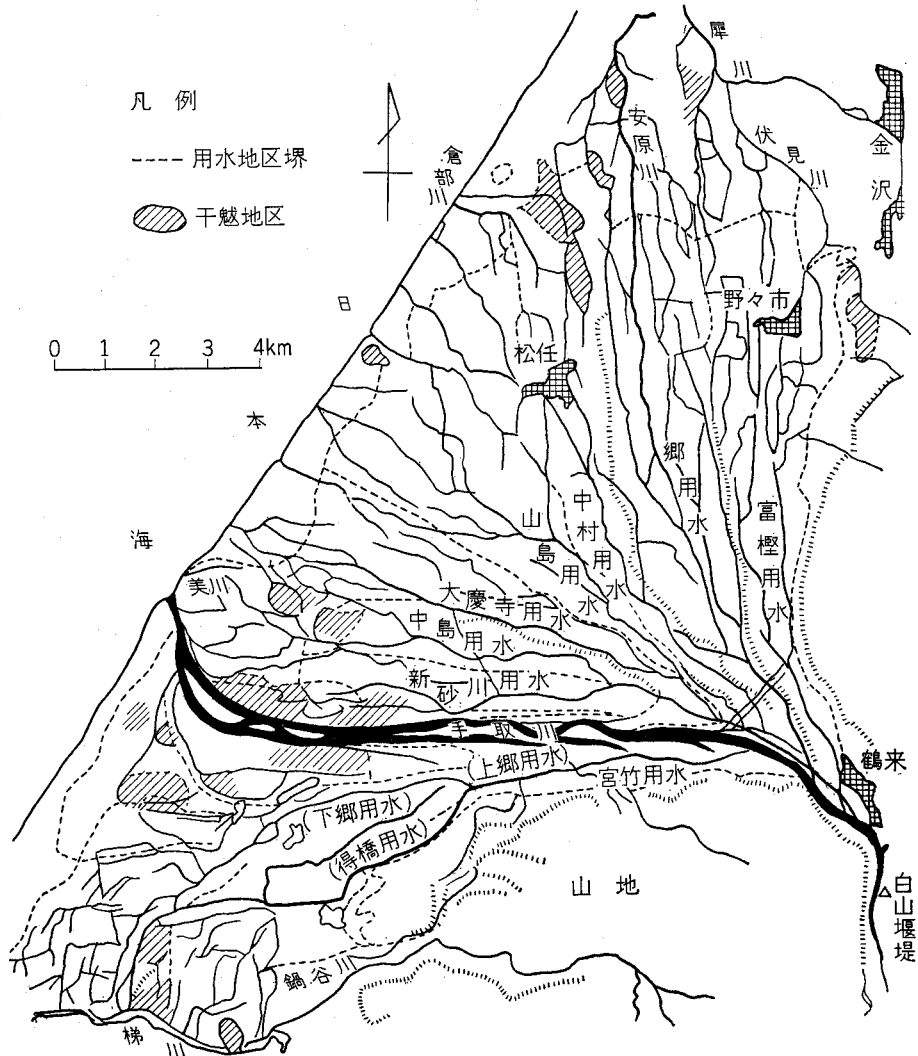 凡例
用水地区堺
干魃地区
0 1 2 3 4km
犀川
金沢
伏見川
安原川
倉部川
野々市
松任
日本海
郷用水
富樫用水
中村用水
山島用水
大慶寺用水
中島用水
新砂川用水
美川
手取川
鶴来
(上郷用水)
宮竹用水
(下郷用水)
(得橋用水)
山地
白山堰堤
鍋谷川
梯川